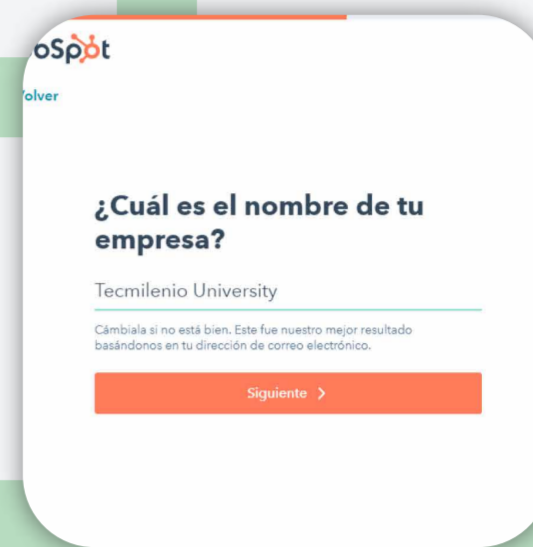 oSpot
olver
¿Cuál es el nombre de tu
empresa?
Tecmilenio University
Cámbiala si no está bien. Este fue nuestro mejor resultado
basándonos en tu dirección de correo electrónico.
Siguiente >